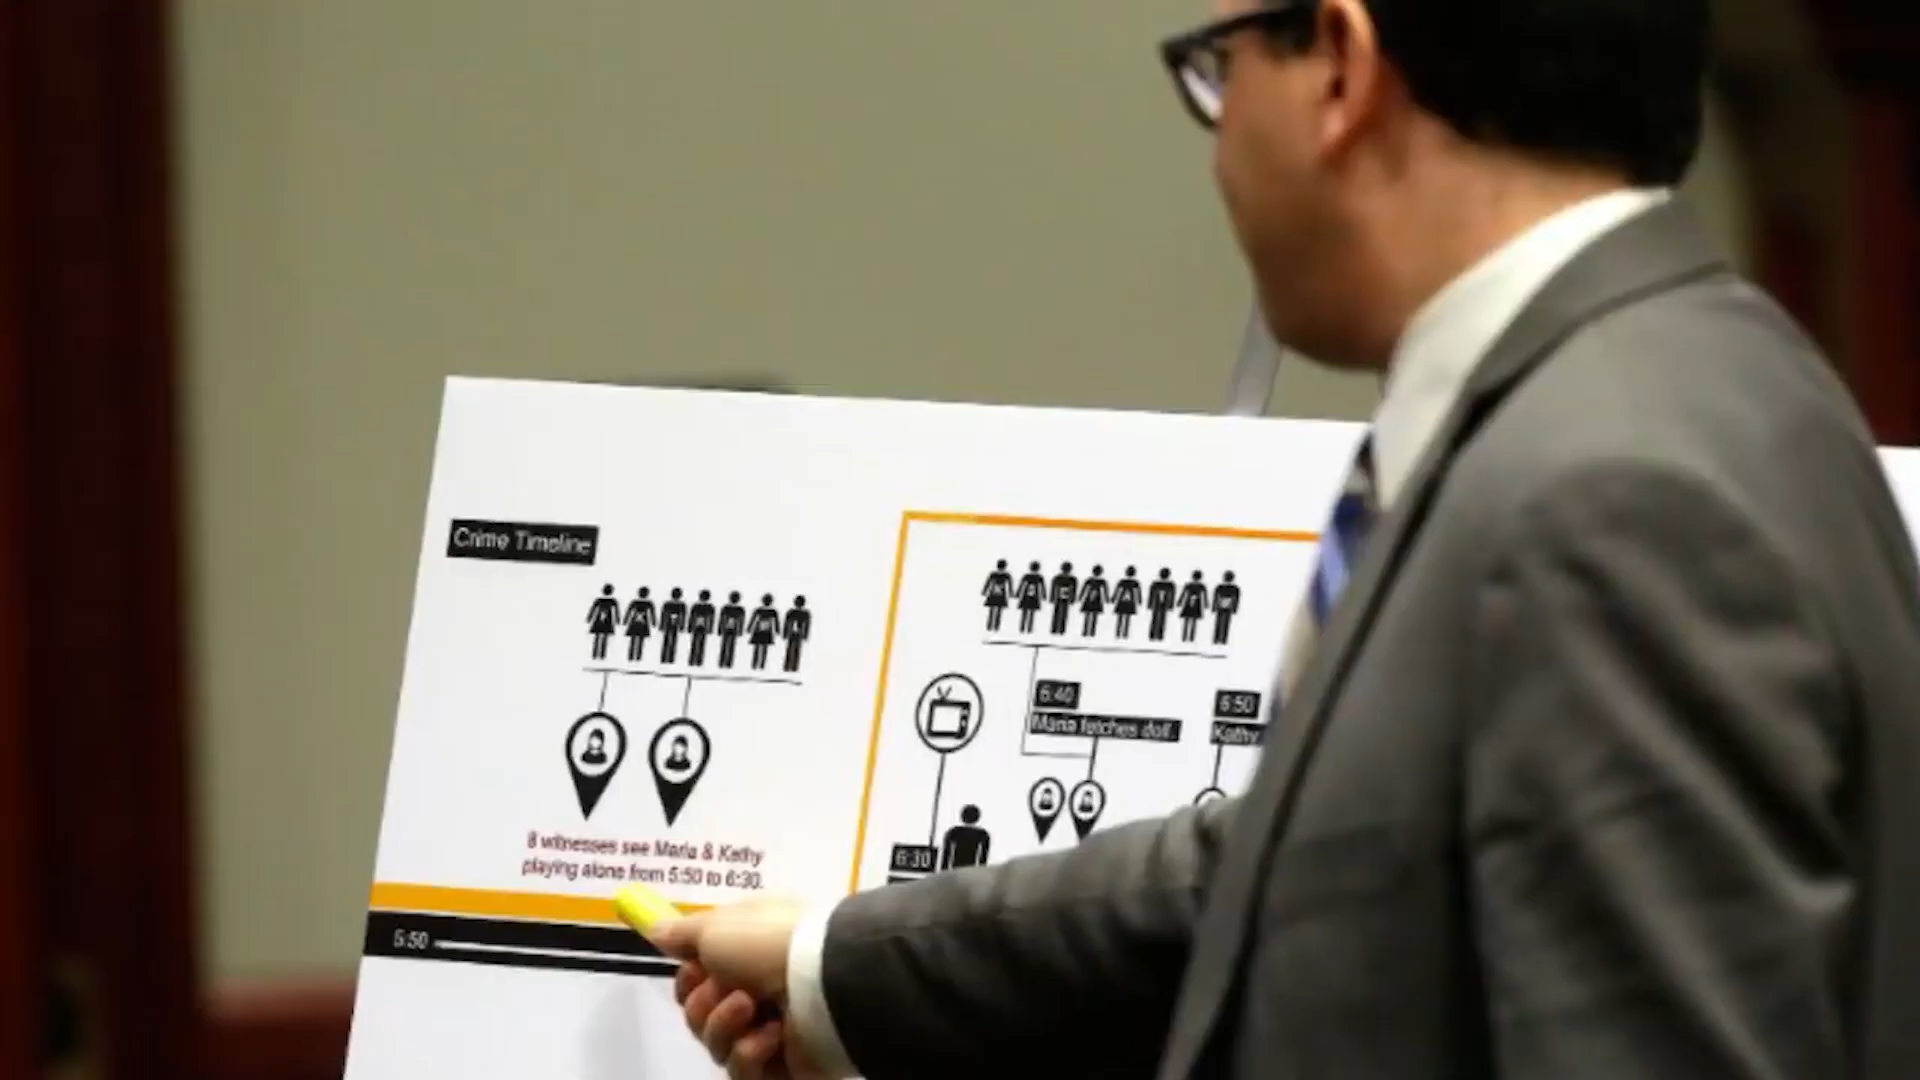 Crime Timeline
8 witnesses see Maria & Kathy
playing alone from 5:50 to 6:30.
5:50
6:40
Maria fetches doll.
6:50
Kathy
6:30